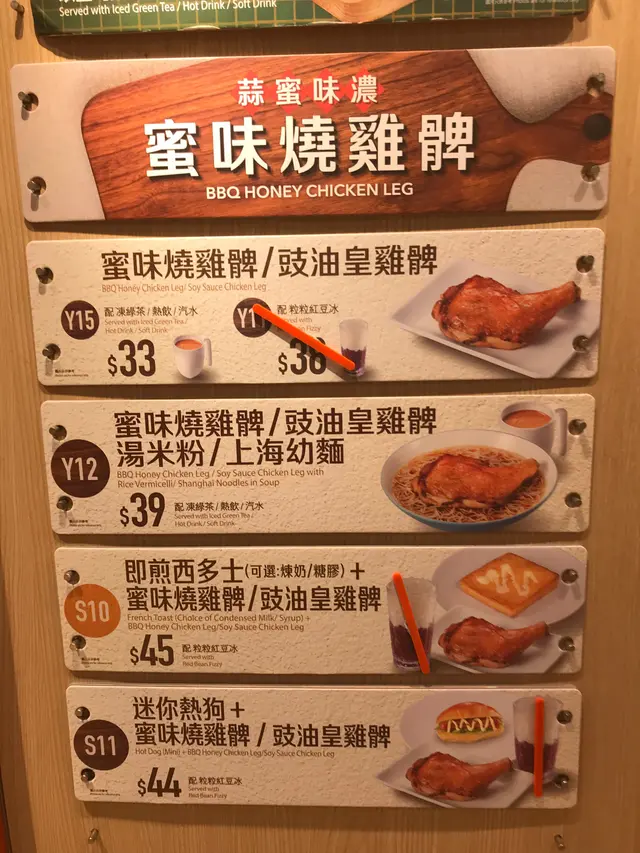 Served with Iced Green Tea / Hot Drink / Soft Drink
蒜蜜味濃
蜜味燒雞髀
BBQ HONEY CHICKEN LEG
蜜味燒雞髀/豉油皇雞髀
BBQ Honey Chicken Leg/ Soy Sauce Chicken Leg
Y15
配 凍綠茶/熱飲/汽水
Served with Iced Green Tea/
Hot Drink/ Soft Drink
$33
配 粒粒紅豆冰
Served with
Fizzy
$38
蜜味燒雞髀/豉油皇雞髀
湯米粉/上海幼麵
Y12
BBQ Honey Chicken Leg / Soy Sauce Chicken Leg with
Rice Vermicelli/ Shanghai Noodles in Soup
$39
配 凍綠茶/熱飲/汽水
Served with Iced Green Tea /
Hot Drink/ Soft Drink
即煎西多士(可選:煉奶/糖膠)+
蜜味燒雞髀/豉油皇雞髀
S10
French Toast (Choice of Condensed Milk/ Syrup) +
BBQ Honey Chicken Leg/Soy Sauce Chicken Leg
$45
配 粒粒紅豆冰
Served with
Red Bean Fizzy
迷你熱狗+
蜜味燒雞髀/豉油皇雞髀
S11
Hot Dog (Mini) + BBQ Honey Chicken Leg/Soy Sauce Chicken Leg
$44
配 粒粒紅豆冰
Served with
Red Bean Fizzy